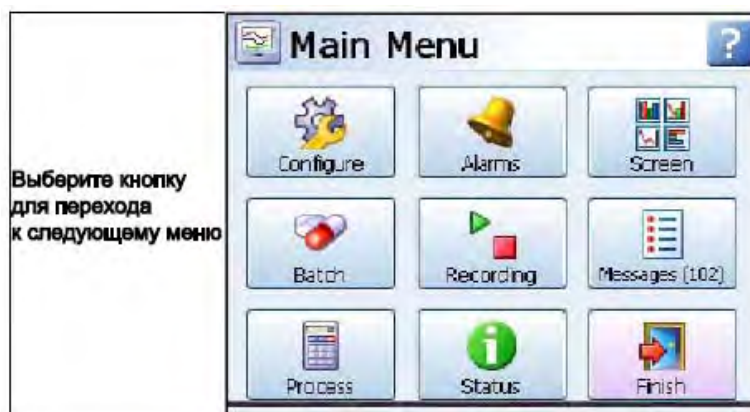 Main Menu
?
Выберите кнопку
для перехода
к следующему меню
Configure
Alarms
Screen
Batch
Recording
Messages (102)
Process
Status
Finish